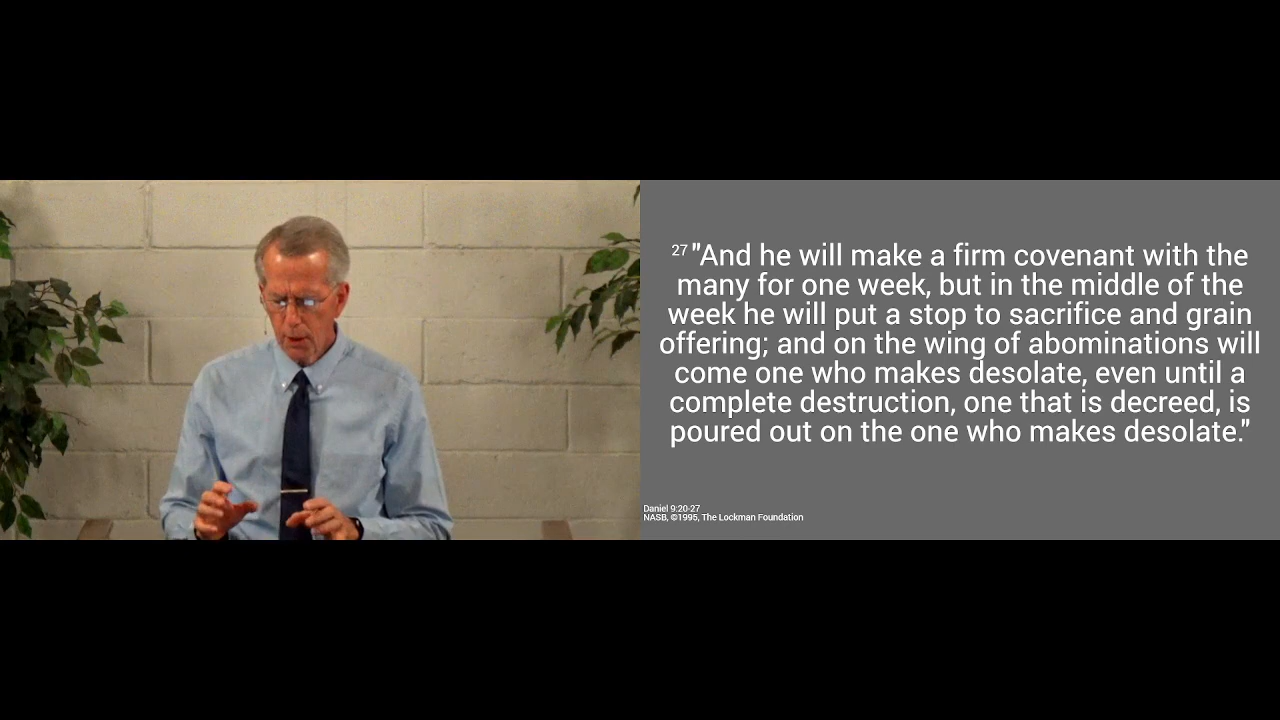 27 "And he will make a firm covenant with the
many for one week, but in the middle of the
week he will put a stop to sacrifice and grain
offering; and on the wing of abominations will
come one who makes desolate, even until a
complete destruction, one that is decreed, is
poured out on the one who makes desolate."
Daniel 9:20-27
NASB, ©1995, The Lockman Foundation